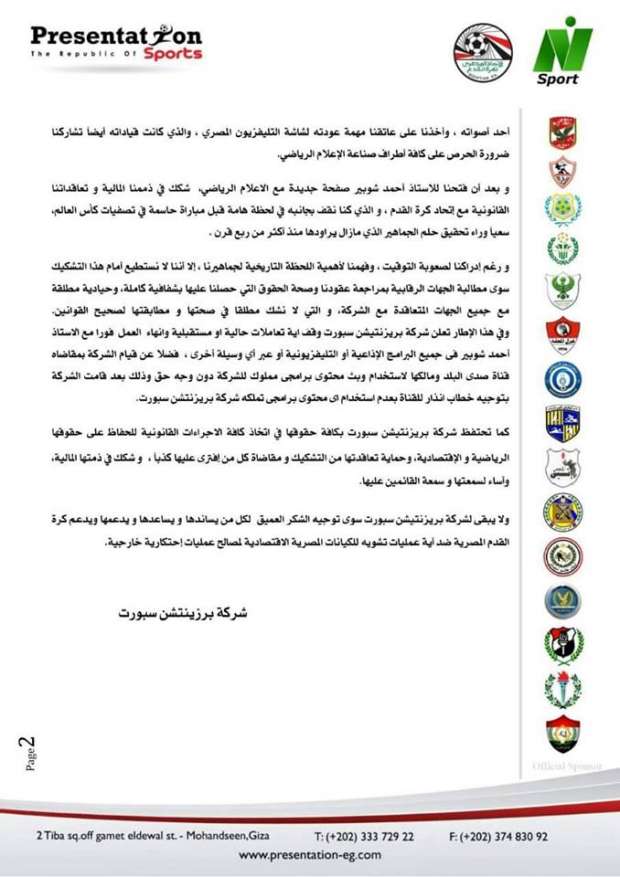 Presentation
The Republic Of Sports
Sport
أحد أصواته ، وأخذنا على عاتقنا مهمة عودته لشاشة التليفزيون المصري ، والذي كانت قياداته أيضاً تشاركنا
ضرورة الحرص على كافة أطراف صناعة الإعلام الرياضي.
و بعد أن فتحنا للاستاذ أحمد شوبير صفحة جديدة مع الاعلام الرياضي، شكك في ذممنا المالية و تعاقداتنا
القانونية مع إتحاد كرة القدم ، و الذي كنا نقف بجانبه في لحظة هامة قبل مباراة حاسمة في تصفيات كأس العالم،
سعيا وراء تحقيق حلم الجماهير الذي مازال يراودها منذ أكثر من ربع قرن .
و رغم إدراكنا لصعوبة التوقيت ، وفهمنا لأهمية اللحظة التاريخية لجماهيرنا ، إلا أننا لا نستطيع أمام هذا التشكيك
سوى مطالبة الجهات الرقابية بمراجعة عقودنا وصحة الحقوق التي حصلنا عليها بشفافية كاملة، وحيادية مطلقة
مع جميع الجهات المتعاقدة مع الشركة، و التي لا نشك مطلقا في صحتها و مطابقتها لصحيح القوانين.
وفي هذا الإطار تعلن شركة بريزنتيشن سبورت وقف اية تعاملات حالية او مستقبلية وانهاء العمل فورا مع الاستاذ
أحمد شوبير فى جميع البرامج الإذاعية أو التليفزيونية أو عبر أي وسيلة أخرى ، فضلا عن قيام الشركة بمقاضاه
قناة صدى البلد ومالكها لاستخدام وبث محتوى برامجى مملوك للشركة دون وجه حق وذلك بعد قامت الشركة
بتوجيه خطاب انذار للقناة بعدم استخدام اى محتوى برامجى تملكه شركة بريزنتشن سبورت.
كما تحتفظ شركة بريزنتيشن سبورت بكافة حقوقها في اتخاذ كافة الاجراءات القانونية للحفاظ على حقوقها
الرياضية و الإقتصادية، وحماية تعاقدتها من التشكيك و مقاضاة كل من إفترى عليها كذباً ، و شكك في ذمتها المالية،
وأساء لسمعتها و سمعة القائمين عليها.
ولا يبقى لشركة بريزنتيشن سبورت سوى توجيه الشكر العميق لكل من يساندها و يساعدها و يدعمها ويدعم كرة
القدم المصرية ضد أية عمليات تشويه للكيانات المصرية الاقتصادية لمصالح عمليات إحتكارية خارجية.
شركة برزينتشن سبورت
Page2
Official Sponsor
2 Tiba sq.off gamet eldewal st. - Mohandseen,Giza T: (+202) 333 729 22 F: (+202) 374 830 92
www.presentation-eg.com